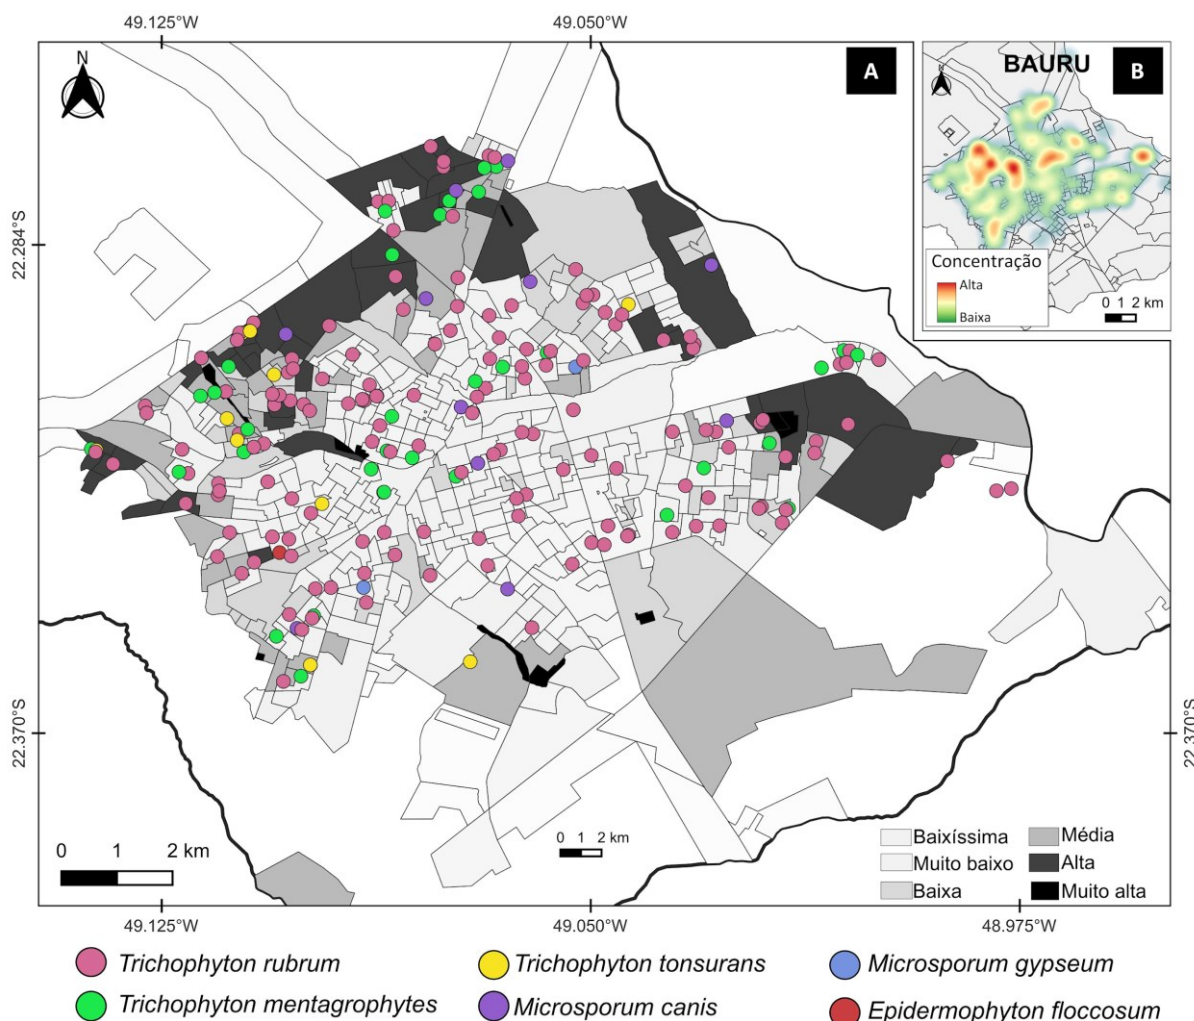 49.125°W
49.050°W
N
A
BAURU
B
N
22.284°S
Concentração
Alta
Baixa
0 1 2 km
22.370°S
22.370°S
0 1 2 km
0 1 2 km
Baixíssima
Média
Muito baixo
Alta
Baixa
Muito alta
49.125°W
49.050°W
48.975°W
Trichophyton rubrum
Trichophyton tonsurans
Microsporum gypseum
Trichophyton mentagrophytes
Microsporum canis
Epidermophyton floccosum